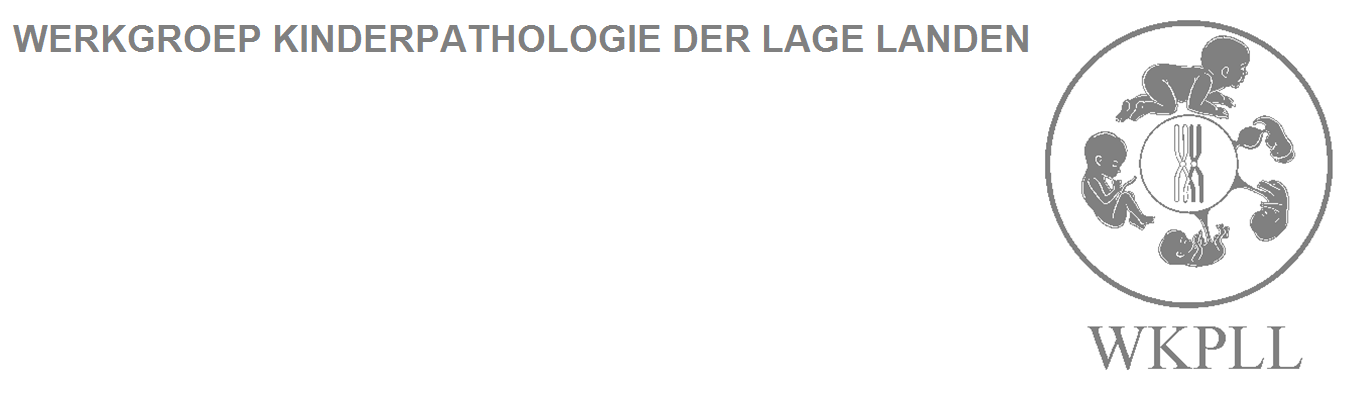 WERKGROEP KINDERPATHOLOGIE DER LAGE LANDEN
WKPLL